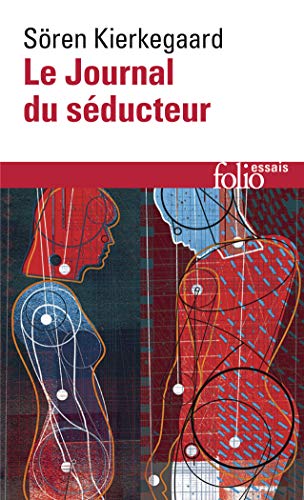 Sören Kierkegaard
Le Journal
du séducteur
essais
folio